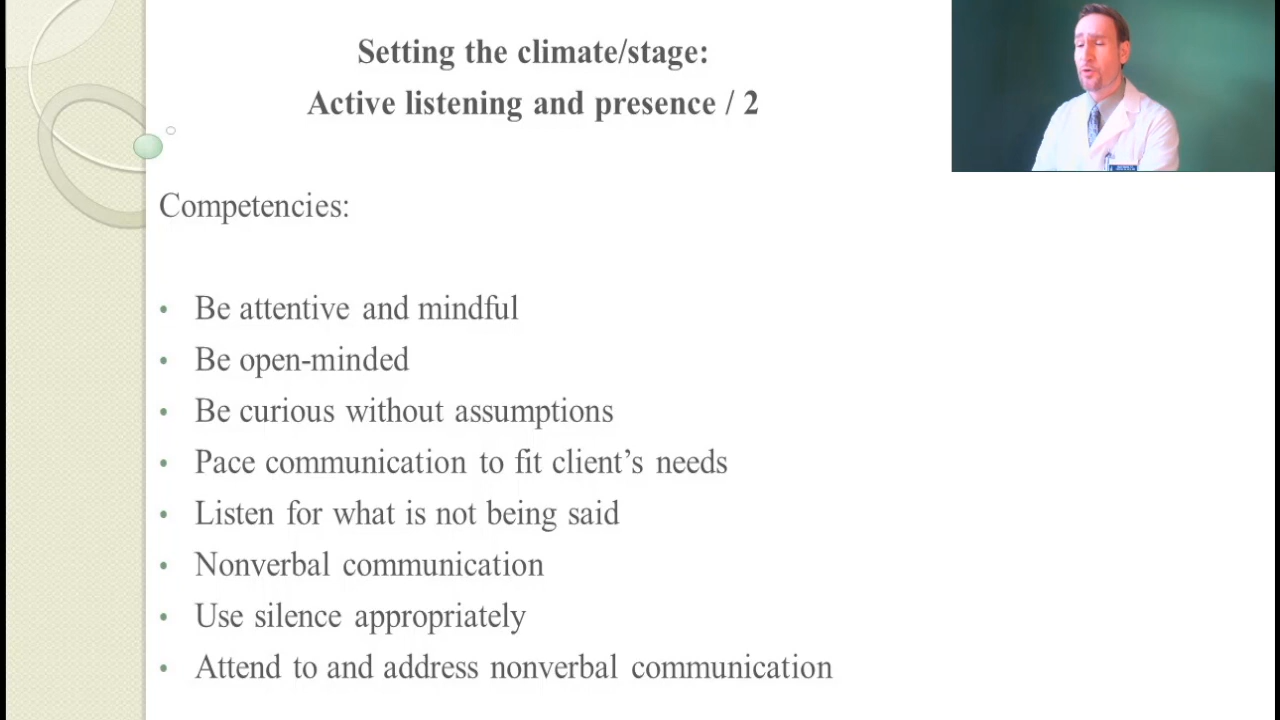 Setting the climate/stage:
Active listening and presence / 2
Competencies:
• Be attentive and mindful
• Be open-minded
• Be curious without assumptions
• Pace communication to fit client’s needs
• Listen for what is not being said
• Nonverbal communication
• Use silence appropriately
• Attend to and address nonverbal communication